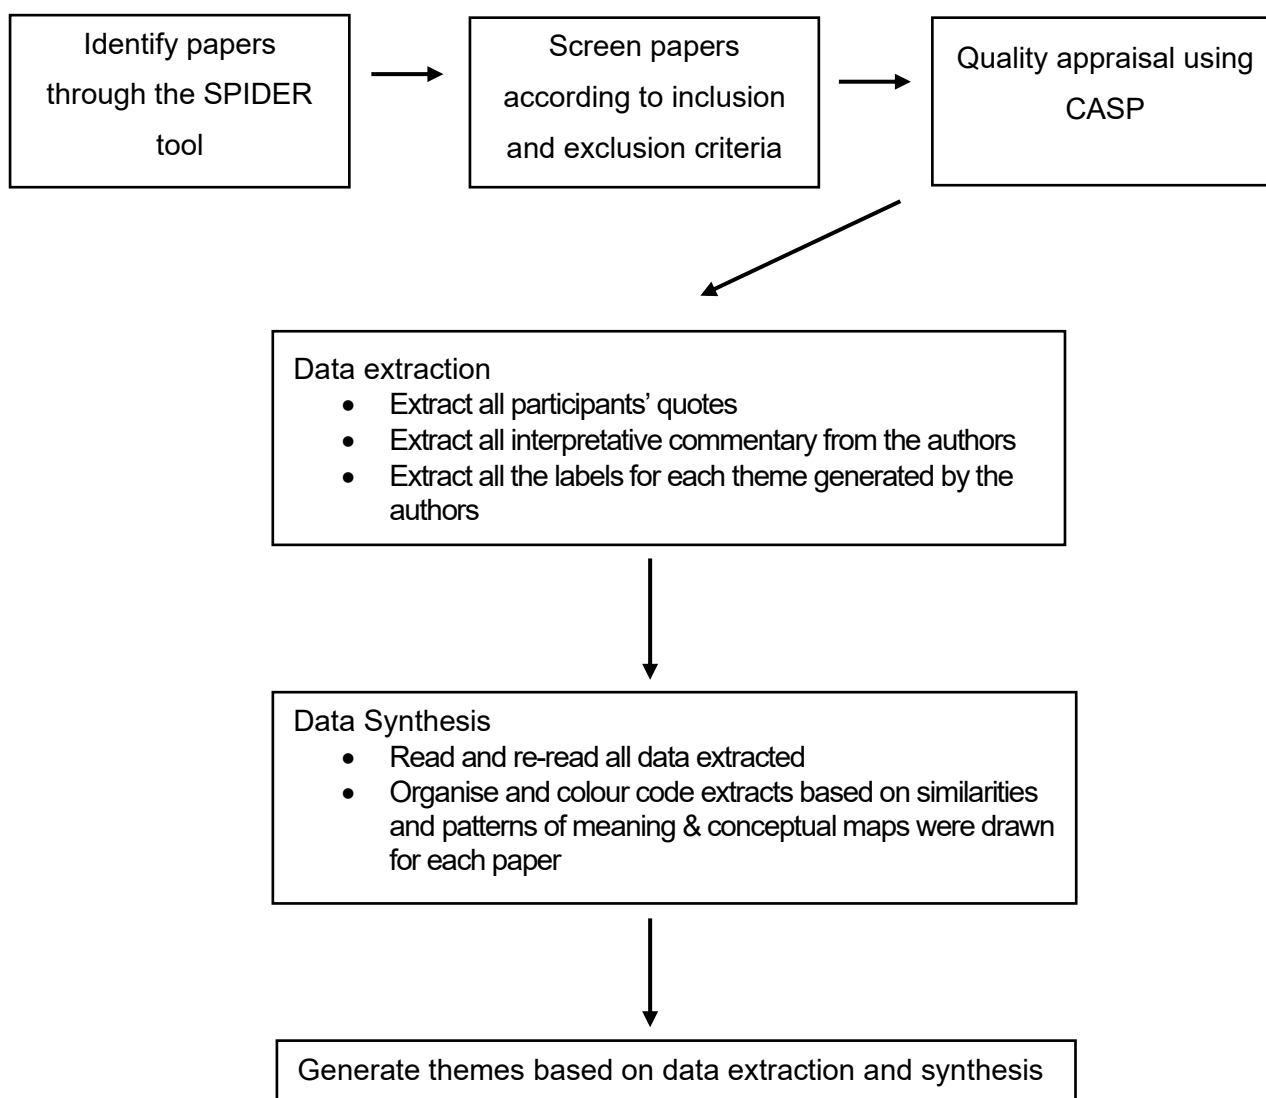 Identify papers
through the SPIDER
tool
Screen papers
according to inclusion
and exclusion criteria
Quality appraisal using
CASP
Data extraction
• Extract all participants’ quotes
• Extract all interpretative commentary from the authors
• Extract all the labels for each theme generated by the
authors
Data Synthesis
• Read and re-read all data extracted
• Organise and colour code extracts based on similarities
and patterns of meaning & conceptual maps were drawn
for each paper
Generate themes based on data extraction and synthesis